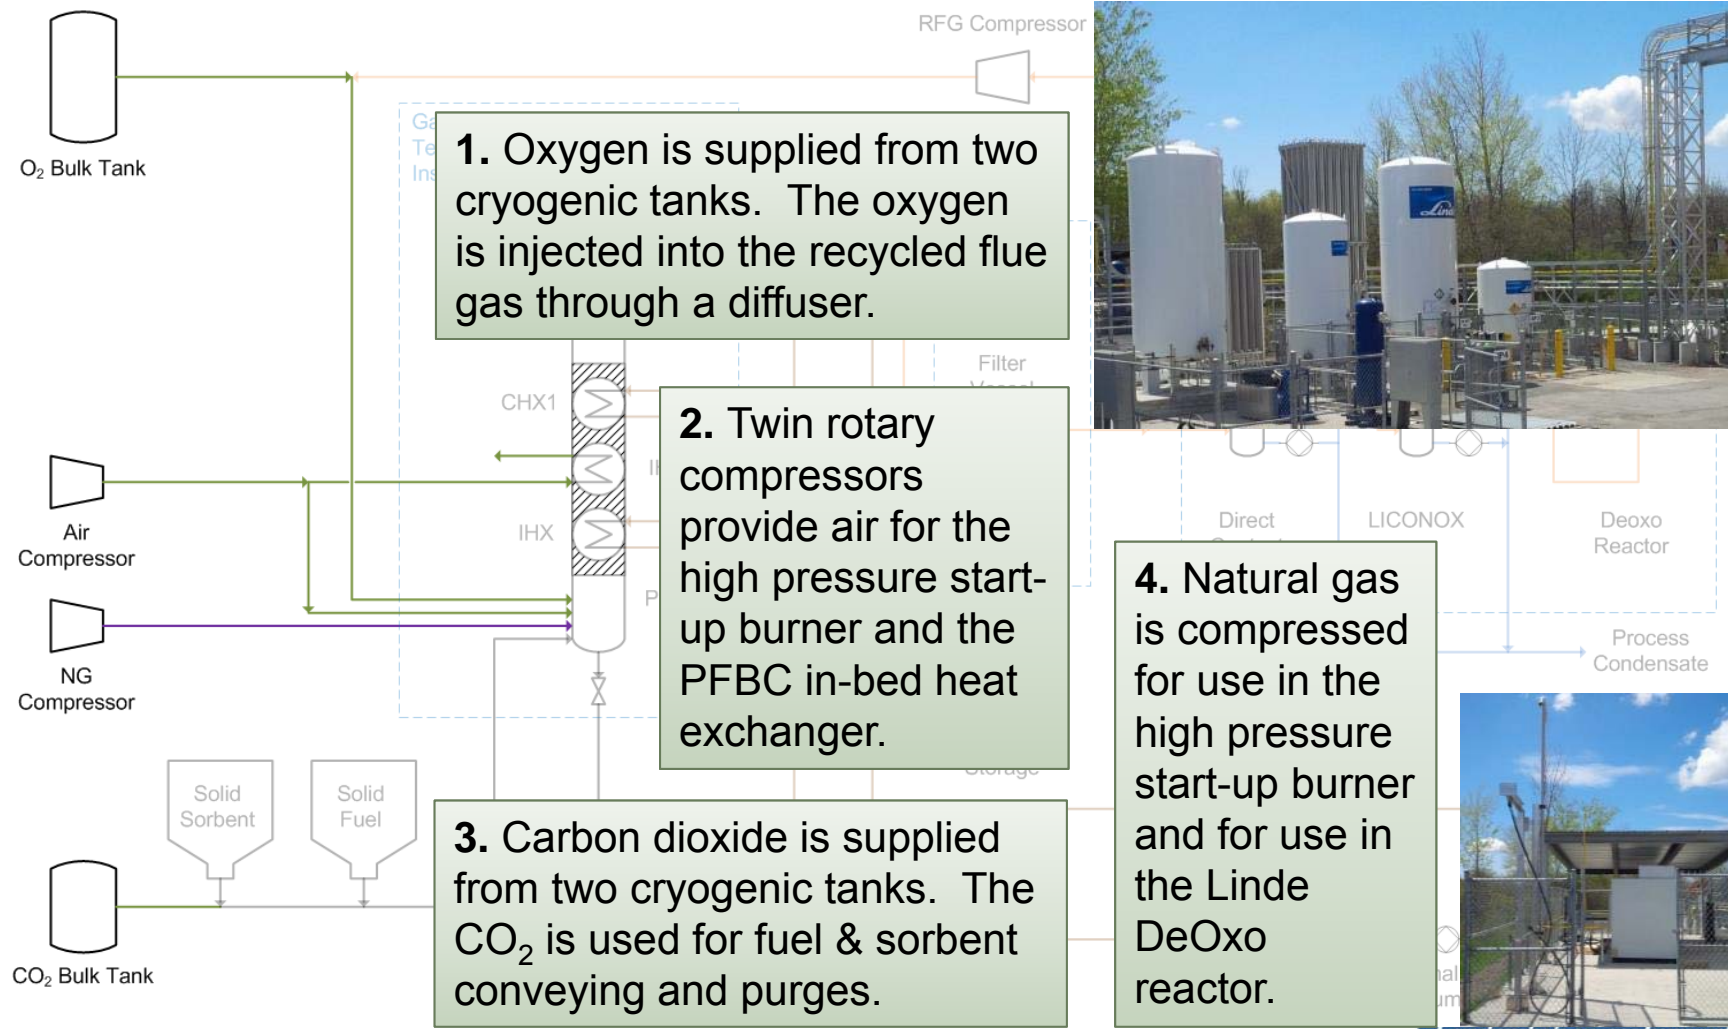 RFG Compressor
O₂ Bulk Tank
1. Oxygen is supplied from two
cryogenic tanks. The oxygen
is injected into the recycled flue
gas through a diffuser.
Linde
Filter
CHX1
2. Twin rotary
compressors
provide air for the
high pressure start-
up burner and the
PFBC in-bed heat
exchanger.
IHX
Air
Compressor
NG
Compressor
Direct
LICONOX
Deoxo
Reactor
4. Natural gas
is compressed
for use in the
high pressure
start-up burner
and for use in
the Linde
DeOxo
reactor.
Process
Condensate
Storage
Solid
Sorbent
Solid
Fuel
3. Carbon dioxide is supplied
from two cryogenic tanks. The
CO₂ is used for fuel & sorbent
conveying and purges.
CO₂ Bulk Tank